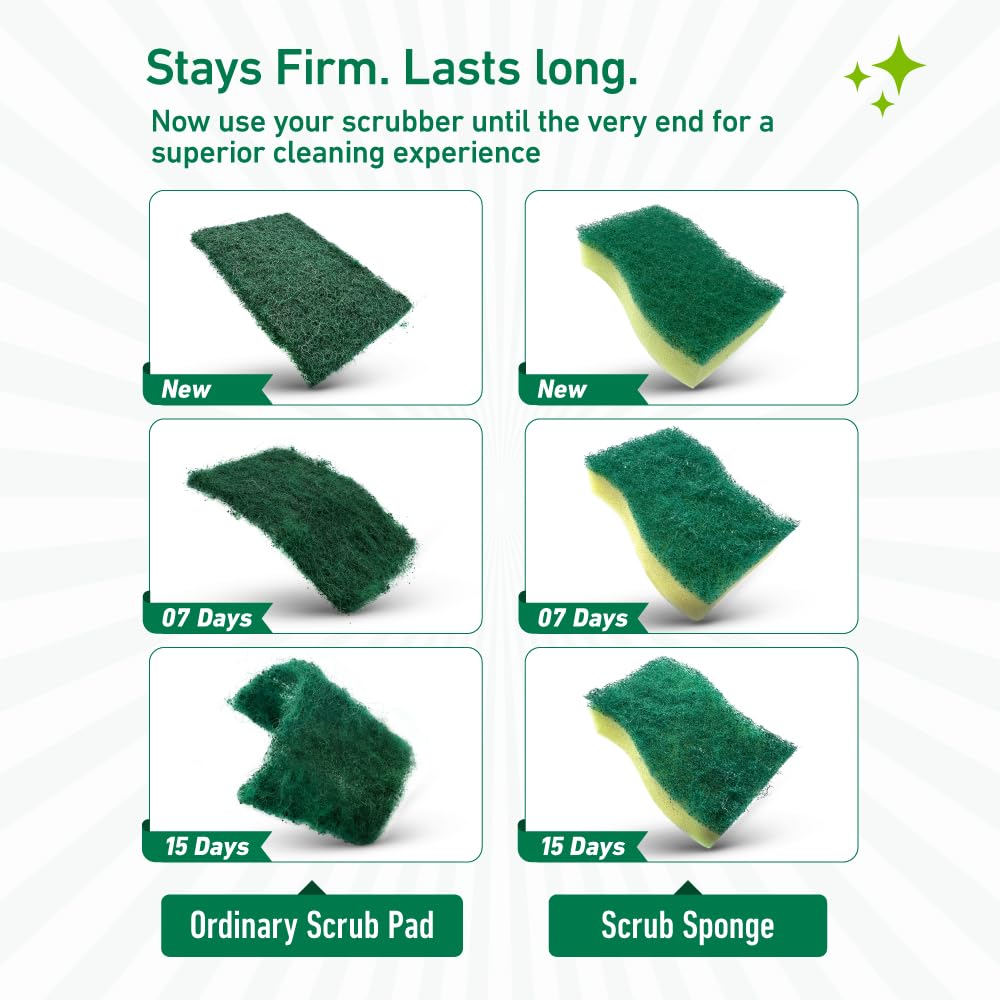 Stays Firm. Lasts long.
Now use your scrubber until the very end for a
superior cleaning experience
New
New
07 Days
07 Days
15 Days
15 Days
Ordinary Scrub Pad
Scrub Sponge